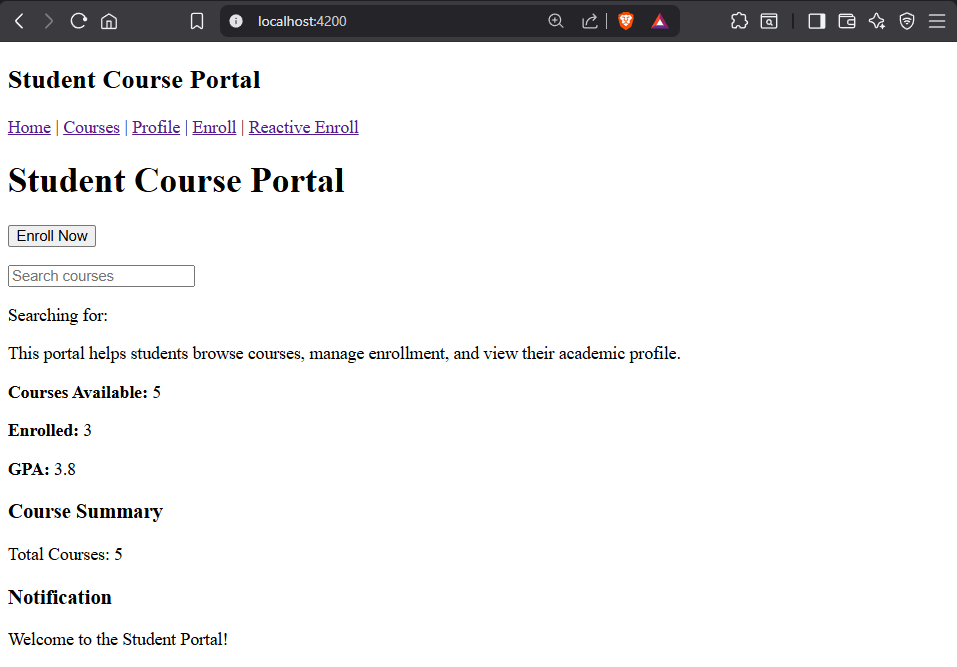 localhost:4200
Student Course Portal
Home | Courses | Profile | Enroll | Reactive Enroll
Student Course Portal
Enroll Now
Search courses
Searching for:
This portal helps students browse courses, manage enrollment, and view their academic profile.
Courses Available: 5
Enrolled: 3
GPA: 3.8
Course Summary
Total Courses: 5
Notification
Welcome to the Student Portal!